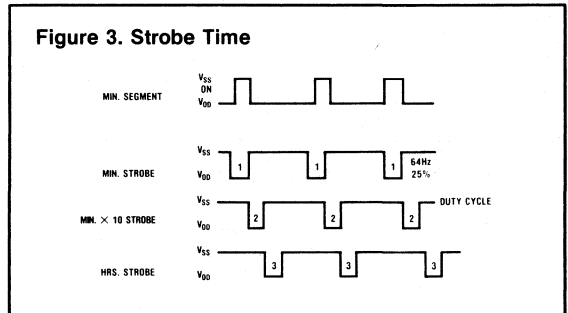 Figure 3. Strobe Time
VSS
ON
VDD
MIN. SEGMENT
VSS
MIN. STROBE
VDD
1 1 1
64Hz
25%
VSS
DUTY CYCLE
MIN. × 10 STROBE
VDD
2 2 2
VSS
HRS. STROBE
VDD
3 3 3